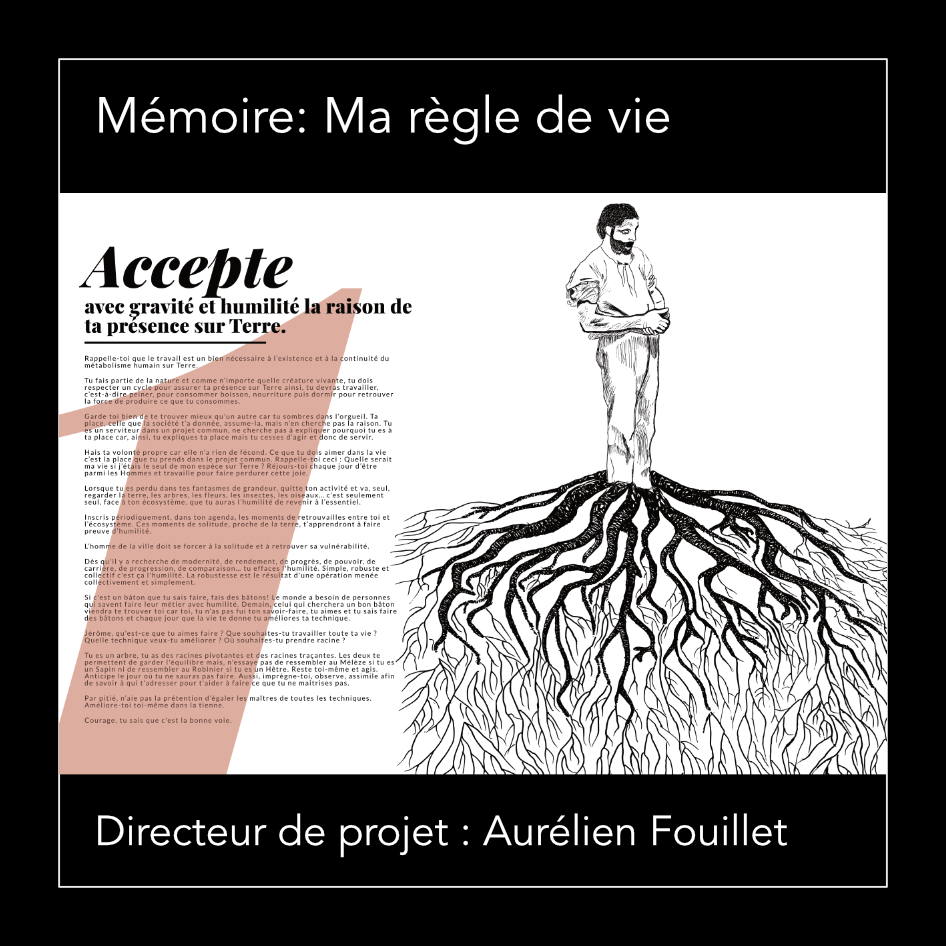 Mémoire: Ma règle de vie
Accepte
avec gravité et humilité la raison de
ta présence sur Terre.
Rappelle-toi que le travail est un bien nécessaire à l'existence et à la continuité du
métabolisme humain sur Terre.
Tu fais partie de la nature et comme n'importe quelle créature vivante, tu dois
respecter un cycle pour assurer ta présence sur Terre ainsi, tu devras travailler,
c'est-à-dire peiner, pour consommer boisson, nourriture puis dormir pour retrouver
la force de produire ce que tu consommes.
Garde toi bien de te trouver mieux qu'un autre car tu sombres dans l'orgueil. Ta
place, celle que la société t'a donnée, assume-la, mais n'en cherche pas la raison. Tu
es un serviteur dans un projet commun, ne cherche pas à expliquer pourquoi tu es à
ta place car, ainsi, tu expliques ta place mais tu cesses d'agir et donc de servir.
Hais ta volonté propre car elle n'a rien de fécond. Ce que tu dois aimer dans la vie
c'est la place que tu prends dans le projet commun. Rappelle-toi ceci : Quelle serait
ma vie si j'étais le seul de mon espèce sur Terre ? Réjouis-toi chaque jour d'être
parmi les Hommes et travaille pour faire perdurer cette joie.
Lorsque tu es perdu dans tes fantasmes de grandeur, quitte ton activité et va, seul,
regarder la terre, les arbres, les fleurs, les insectes, les oiseaux... c'est seulement
seul, face à ton écosystème, que tu auras l'humilité de revenir à l'essentiel.
Inscris périodiquement, dans ton agenda, les moments de retrouvailles entre toi et
l'écosystème. Ces moments de solitude, proche de la terre, t'apprendront à faire
preuve d'humilité.
L'homme de la ville doit se forcer à la solitude et à retrouver sa vulnérabilité.
Dès qu'il y a recherche de modernité, de rendement, de progrès, de pouvoir, de
carrière, de progression, de comparaison... tu effaces l'humilité. Simple, robuste et
collectif c'est ça l'humilité. La robustesse est le résultat d'une opération menée
collectivement et simplement.
Si c'est un bâton que tu sais faire, fais des bâtons! Le monde a besoin de personnes
qui savent faire leur métier avec humilité. Demain, celui qui cherchera un bon bâton
viendra te trouver toi car toi, tu n'as pas fui ton savoir-faire, tu aimes et tu sais faire
des bâtons et chaque jour que la vie te donne tu améliores ta technique.
Jérôme, qu'est-ce que tu aimes faire ? Que souhaites-tu travailler toute ta vie ?
Quelle technique veux-tu améliorer ? Où souhaites-tu prendre racine ?
Tu es un arbre, tu as des racines pivotantes et des racines traçantes. Les deux te
permettent de garder l'équilibre mais, n'essaye pas de ressembler au Mélèze si tu es
un Sapin ni de ressembler au Robinier si tu es un Hêtre. Reste toi-même et agis.
Anticipe le jour où tu ne sauras pas faire. Aussi, imprègne-toi, observe, assimile afin
de savoir à qui t'adresser pour t'aider à faire ce que tu ne maîtrises pas.
Par pitié, n'aie pas la prétention d'égaler les maîtres de toutes les techniques.
Améliore-toi toi-même dans la tienne.
Courage, tu sais que c'est la bonne voie.
1
Directeur de projet : Aurélien Fouillet